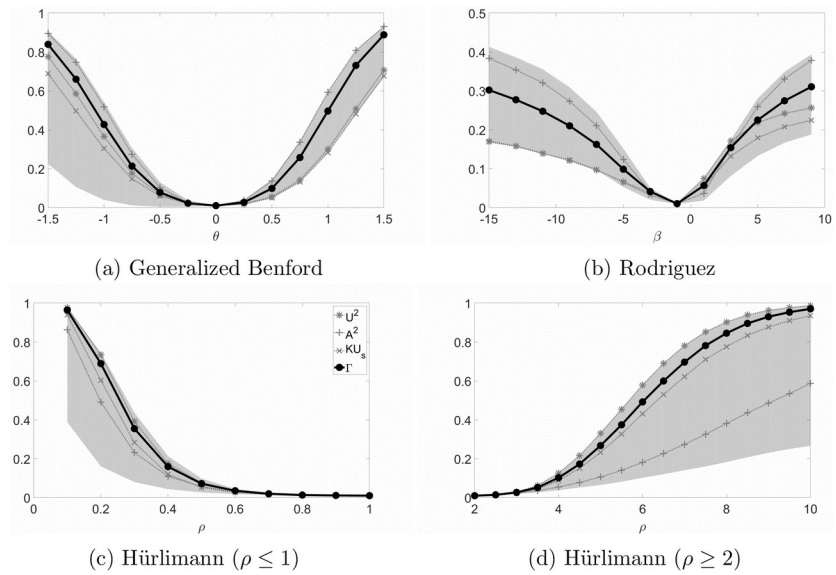 1
0.8
0.6
0.4
0.2
0
-1.5 -1 -0.5 0 0.5 1 1.5
θ
(a) Generalized Benford
0.5
0.4
0.3
0.2
0.1
0
-15 -10 -5 0 5 10
β
(b) Rodriguez
1
0.8
0.6
0.4
0.2
0
0 0.2 0.4 0.6 0.8 1
ρ
U²
A²
KUₛ
Γ
(c) Hürlimann (ρ ≤ 1)
1
0.8
0.6
0.4
0.2
0
2 4 6 8 10
ρ
(d) Hürlimann (ρ ≥ 2)